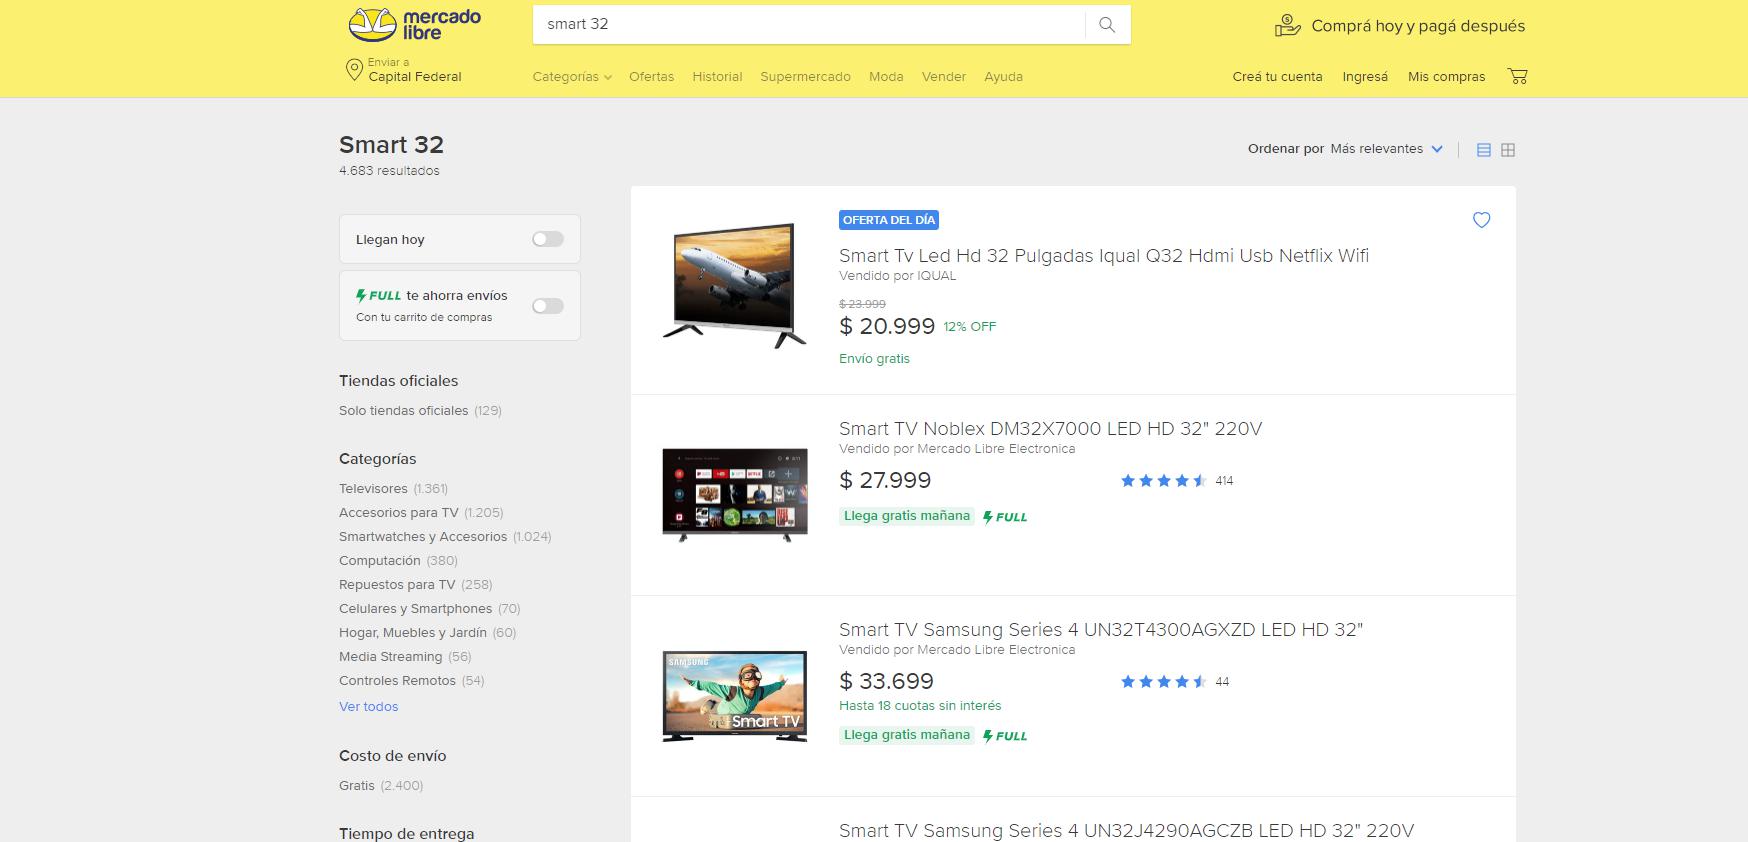 mercado
libre
smart 32
Comprá hoy y pagá después
Enviar a
Capital Federal
Categorías Ofertas Historial Supermercado Moda Vender Ayuda
Creá tu cuenta Ingresá Mis compras
Smart 32
4.683 resultados
Ordenar por Más relevantes
Llegan hoy
FULL te ahorra envíos
Con tu carrito de compras
Tiendas oficiales
Solo tiendas oficiales (129)
Categorías
Televisores (1.361)
Accesorios para TV (1.205)
Smartwatches y Accesorios (1.024)
Computación (380)
Repuestos para TV (258)
Celulares y Smartphones (70)
Hogar, Muebles y Jardín (60)
Media Streaming (56)
Controles Remotos (54)
Ver todos
Costo de envío
Gratis (2.400)
Tiempo de entrega
OFERTA DEL DÍA
Smart Tv Led Hd 32 Pulgadas Iqual Q32 Hdmi Usb Netflix Wifi
Vendido por IQUAL
$ 23.999
$ 20.999 12% OFF
Envío gratis
Smart TV Noblex DM32X7000 LED HD 32" 220V
Vendido por Mercado Libre Electronica
$ 27.999 414
Llega gratis mañana FULL
Smart TV Samsung Series 4 UN32T4300AGXZD LED HD 32"
Vendido por Mercado Libre Electronica
$ 33.699 44
Hasta 18 cuotas sin interés
Llega gratis mañana FULL
SAMSUNG
Smart TV
Smart TV Samsung Series 4 UN32J4290AGCZB LED HD 32" 220V